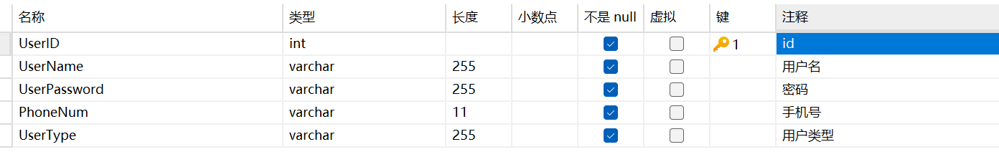 名称 类型 长度 小数点 不是 null 虚拟 键 注释
UserID int 1 id
UserName varchar 255 用户名
UserPassword varchar 255 密码
PhoneNum varchar 11 手机号
UserType varchar 255 用户类型